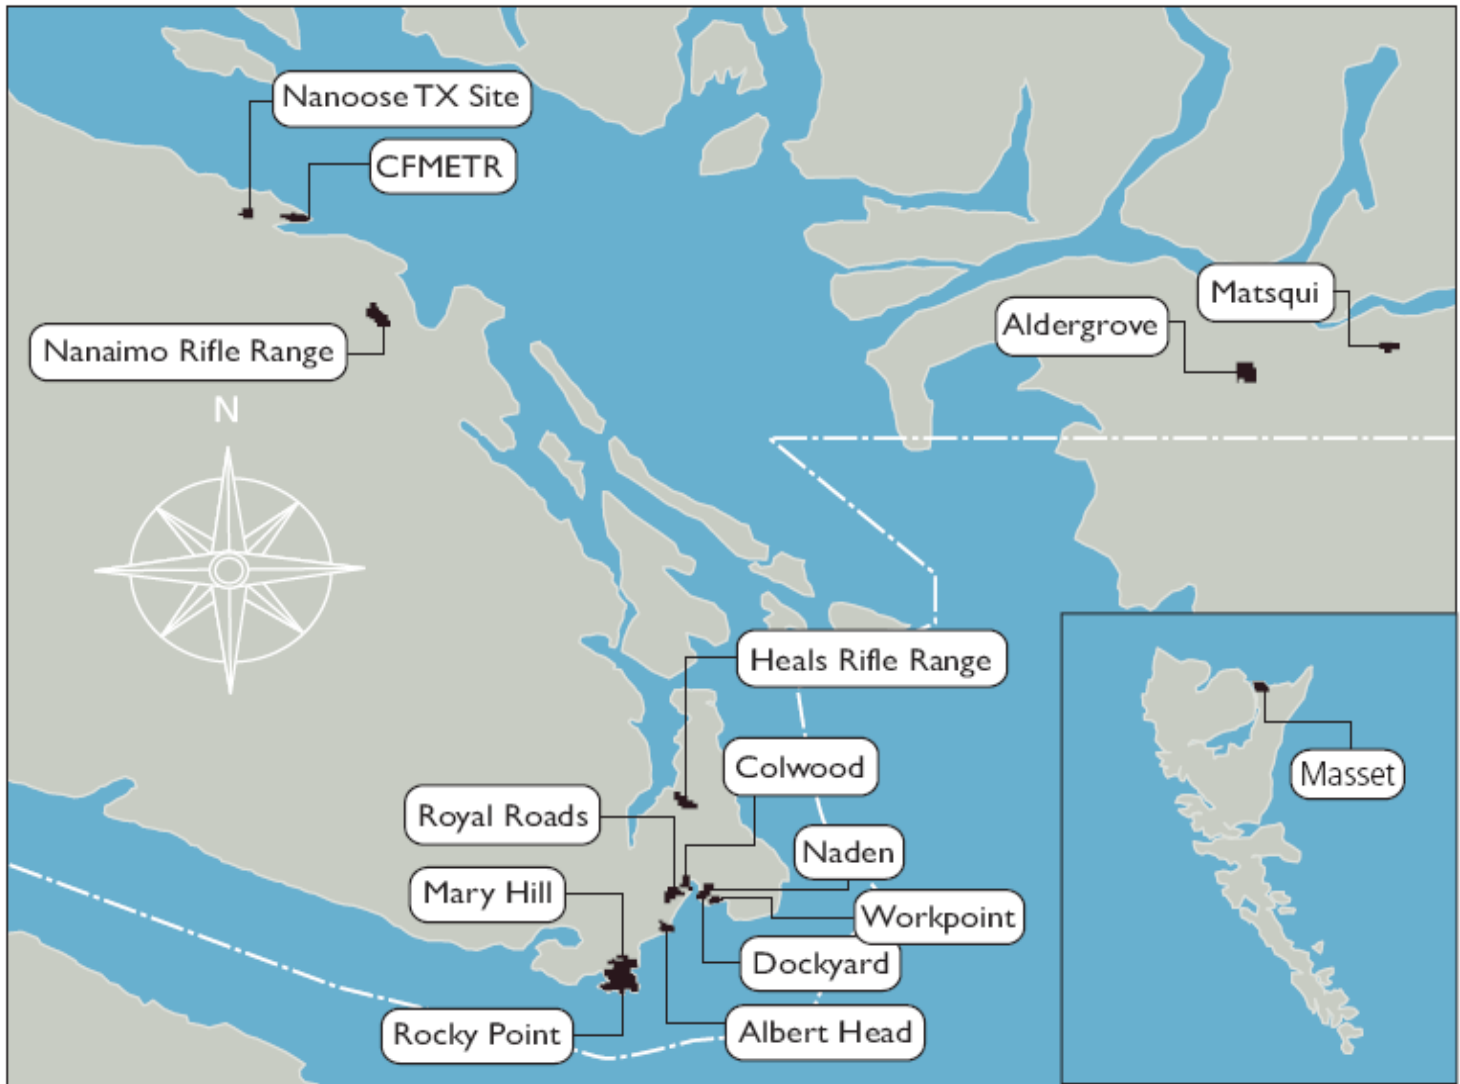 Nanoose TX Site
CFMETR
Matsqui
Aldergrove
Nanaimo Rifle Range
N
Heals Rifle Range
Colwood
Masset
Royal Roads
Naden
Mary Hill
Workpoint
Dockyard
Rocky Point
Albert Head